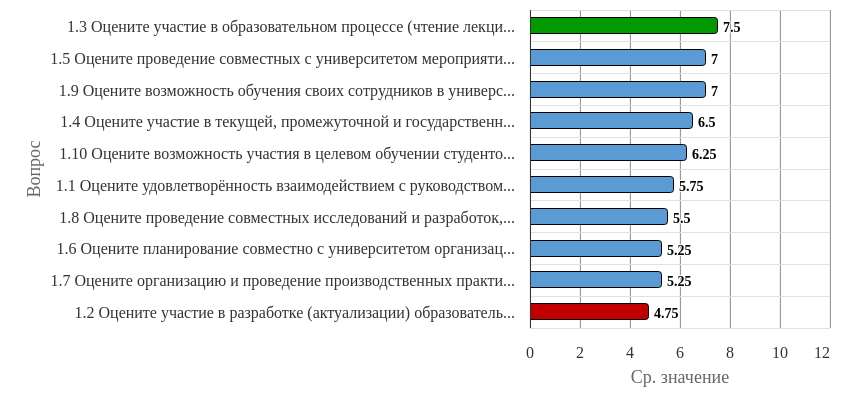 1.3 Оцените участие в образовательном процессе (чтение лекци... 7.5
1.5 Оцените проведение совместных с университетом мероприяти... 7
1.9 Оцените возможность обучения своих сотрудников в универс... 7
1.4 Оцените участие в текущей, промежуточной и государственн... 6.5
1.10 Оцените возможность участия в целевом обучении студенто... 6.25
1.1 Оцените удовлетворённость взаимодействием с руководством... 5.75
1.8 Оцените проведение совместных исследований и разработок,... 5.5
1.6 Оцените планирование совместно с университетом организац... 5.25
1.7 Оцените организацию и проведение производственных практи... 5.25
1.2 Оцените участие в разработке (актуализации) образователь... 4.75
Вопрос
0 2 4 6 8 10 12
Ср. значение